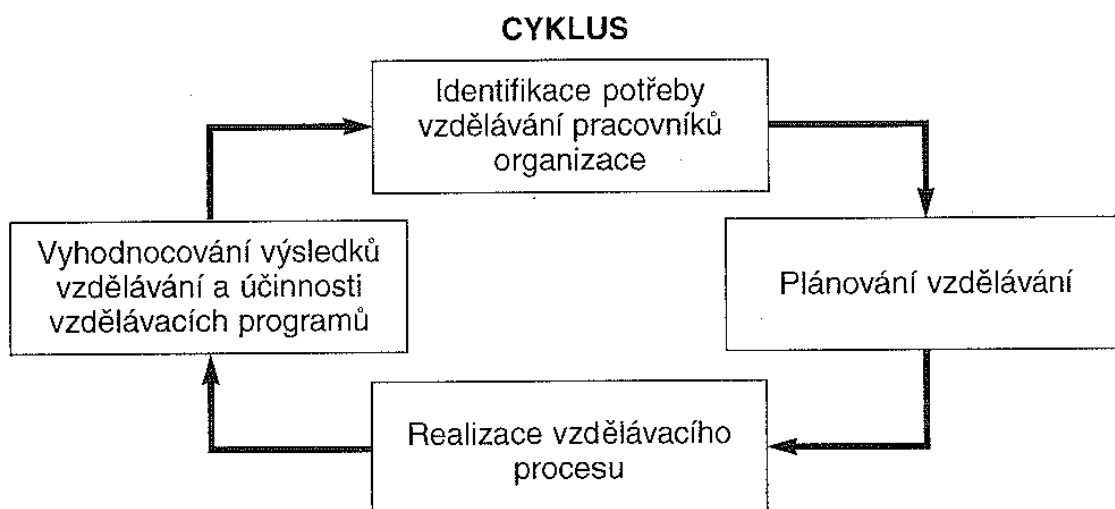 CYKLUS
Identifikace potřeby
vzdělávání pracovníků
organizace
Vyhodnocování výsledků
vzdělávání a účinnosti
vzdělávacích programů
Plánování vzdělávání
Realizace vzdělávacího
procesu